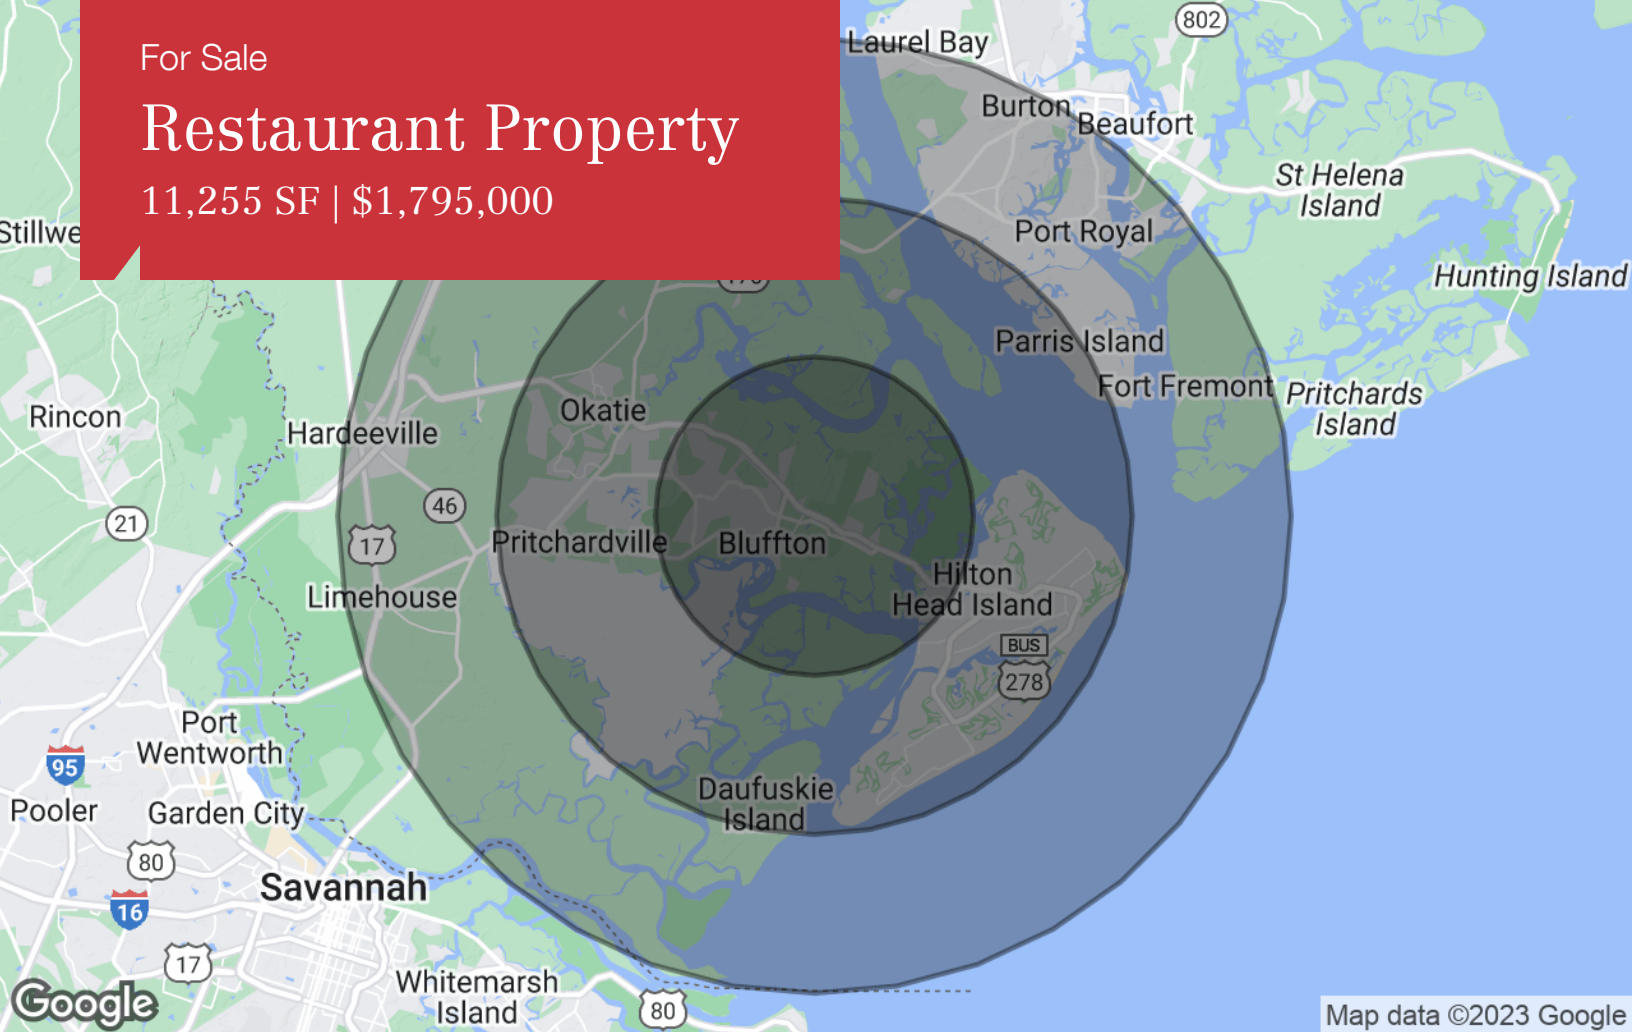 For Sale
Restaurant Property
11,255 SF | $1,795,000
Laurel Bay
802
Burton
Beaufort
St Helena
Island
Port Royal
Hunting Island
Parris Island
Fort Fremont
Pritchards
Island
Rincon
Okatie
Hardeeville
21
46
17
Pritchardville
Bluffton
Limehouse
Hilton
Head Island
BUS
278
Port
Wentworth
95
Pooler
Garden City
Daufuskie
Island
80
Savannah
16
17
Whitemarsh
Island
80
Google
Map data ©2023 Google